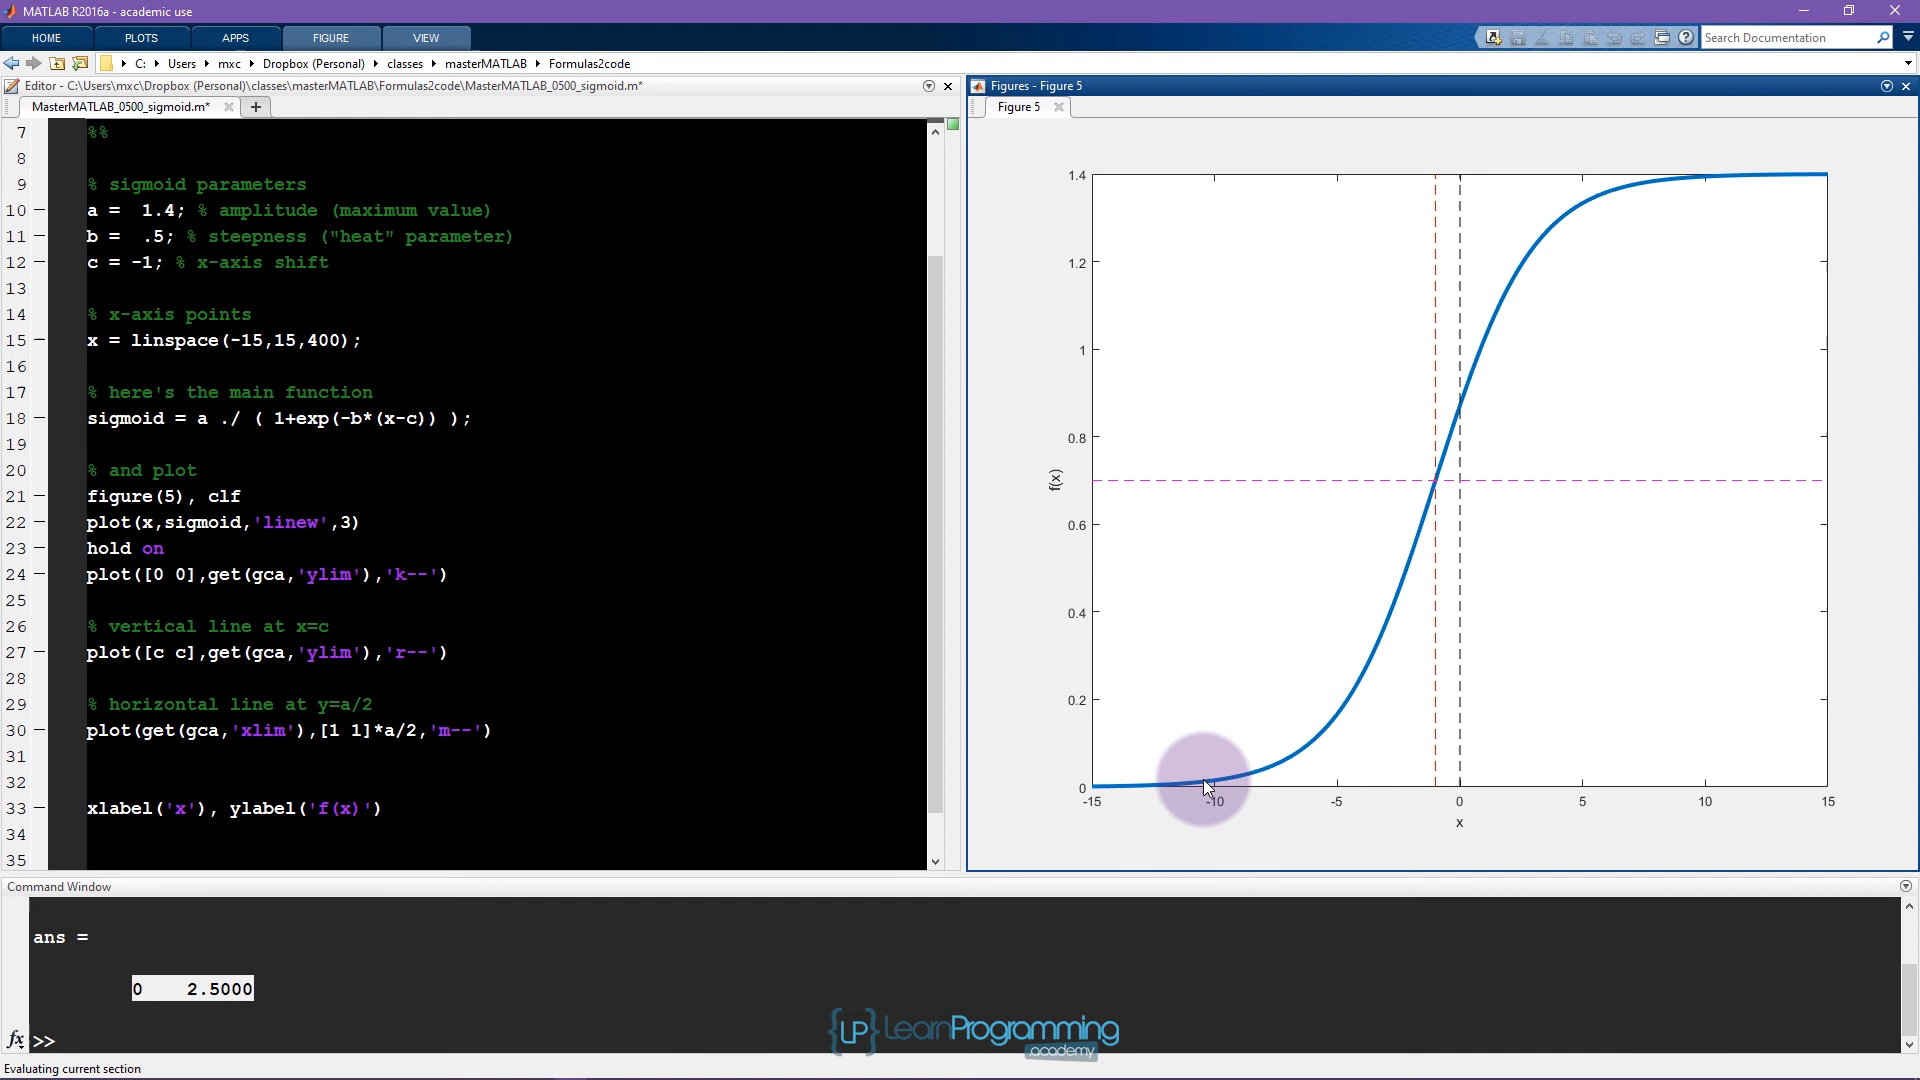 MATLAB R2016a - academic use
HOME PLOTS APPS FIGURE VIEW Search Documentation
C: Users mxc Dropbox (Personal) classes masterMATLAB Formulas2code
Editor - C:\Users\mxc\Dropbox (Personal)\classes\masterMATLAB\Formulas2code\MasterMATLAB_0500_sigmoid.m*
MasterMATLAB_0500_sigmoid.m* +
7 %%
8
9 % sigmoid parameters
10 — a =  1.4; % amplitude (maximum value)
11 — b =  .5; % steepness ("heat" parameter)
12 — c = -1; % x-axis shift
13
14 % x-axis points
15 — x = linspace(-15,15,400);
16
17 % here's the main function
18 — sigmoid = a ./ ( 1+exp(-b*(x-c)) );
19
20 % and plot
21 — figure(5), clf
22 — plot(x,sigmoid,'linew',3)
23 — hold on
24 — plot([0 0],get(gca,'ylim'),'k--')
25
26 % vertical line at x=c
27 — plot([c c],get(gca,'ylim'),'r--')
28
29 % horizontal line at y=a/2
30 — plot(get(gca,'xlim'),[1 1]*a/2,'m--')
31
32
33 — xlabel('x'), ylabel('f(x)')
34
35
Figures - Figure 5
Figure 5
1.4
1.2
1
0.8
f(x)
0.6
0.4
0.2
0
-15 -10 -5 0 5 10 15
x
Command Window
ans =
0 2.5000
fx >>
{LP} LearnProgramming
.academy
Evaluating current section